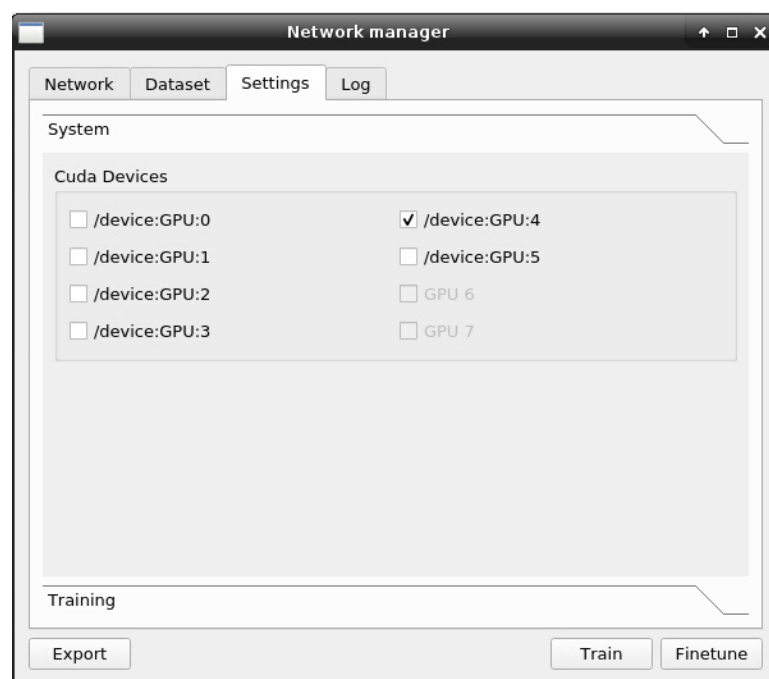 Network manager
Network Dataset Settings Log
System
Cuda Devices
/device:GPU:0 /device:GPU:4
/device:GPU:1 /device:GPU:5
/device:GPU:2 GPU 6
/device:GPU:3 GPU 7
Training
Export Train Finetune